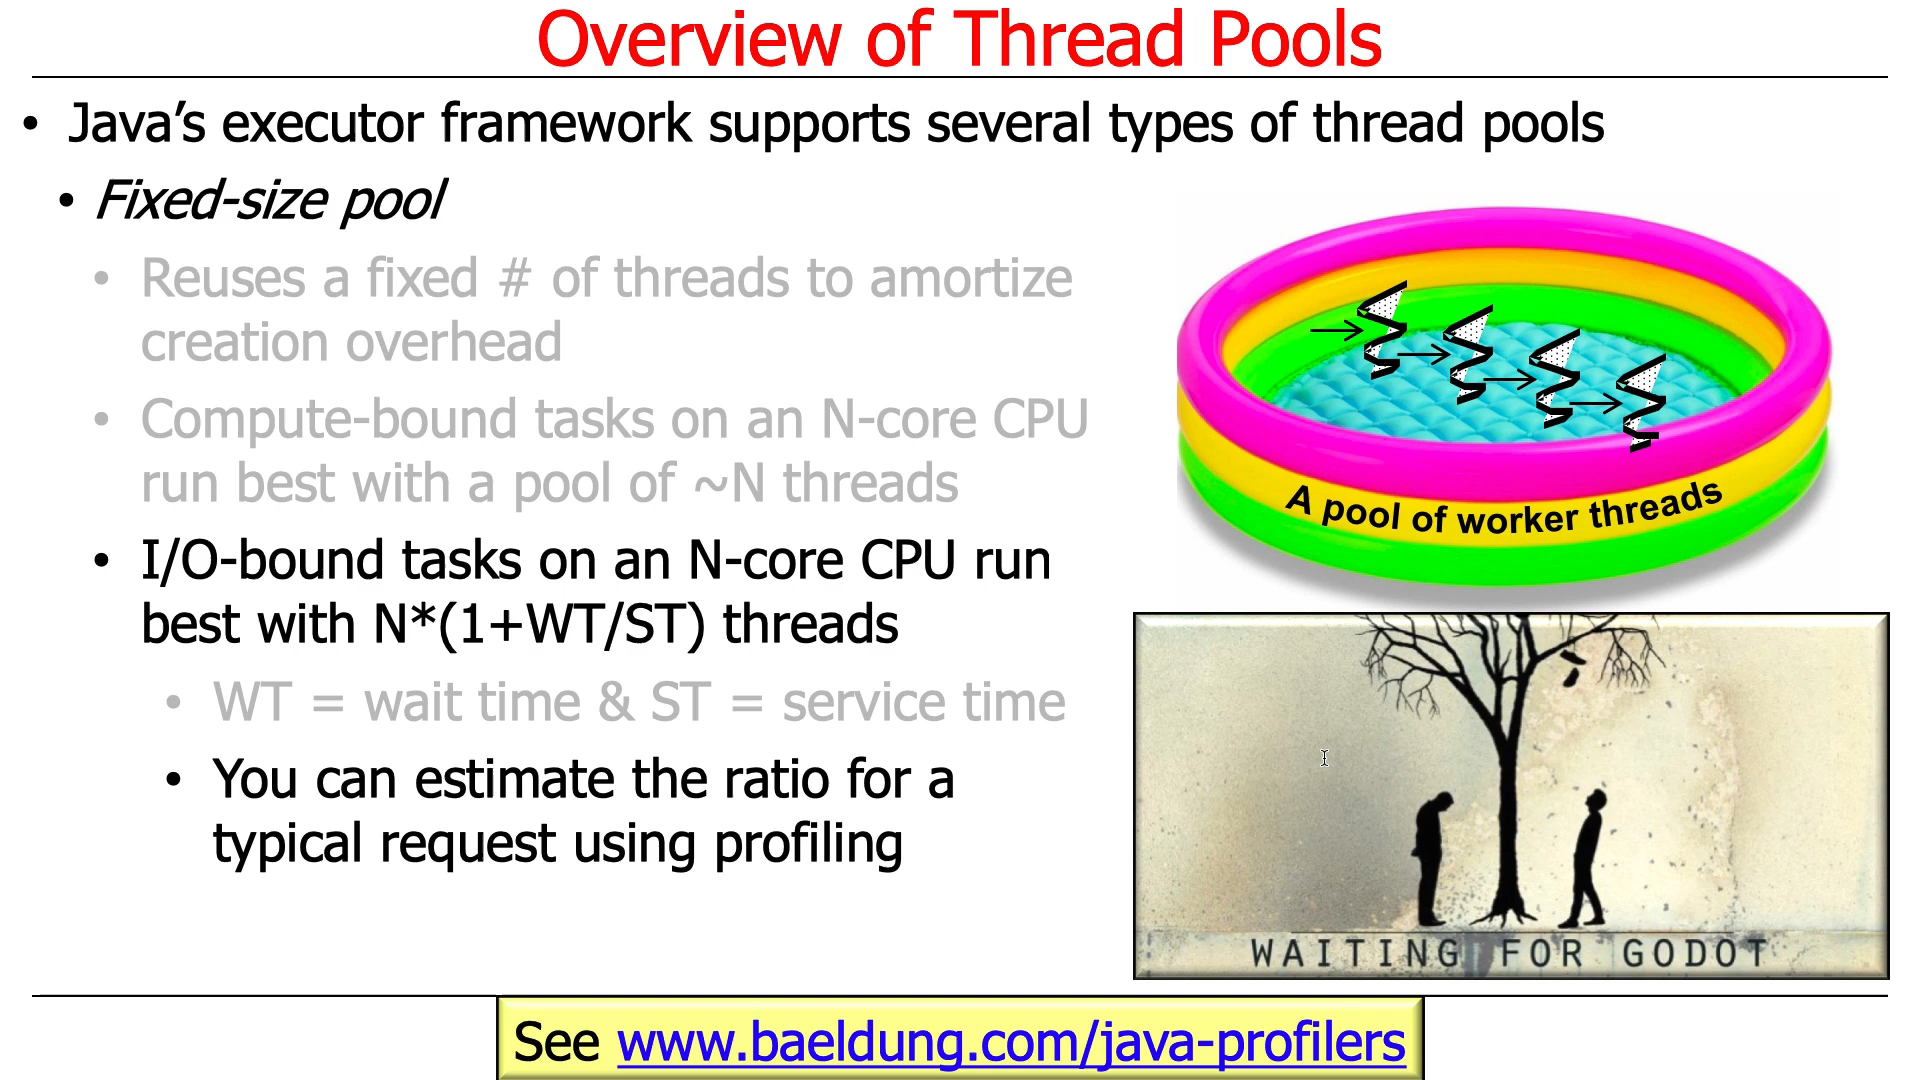 Overview of Thread Pools
• Java’s executor framework supports several types of thread pools
• Fixed-size pool
• Reuses a fixed # of threads to amortize
creation overhead
• Compute-bound tasks on an N-core CPU
run best with a pool of ~N threads
• I/O-bound tasks on an N-core CPU run
best with N*(1+WT/ST) threads
• WT = wait time & ST = service time
• You can estimate the ratio for a
typical request using profiling
A pool of worker threads
WAITING FOR GODOT
See www.baeldung.com/java-profilers